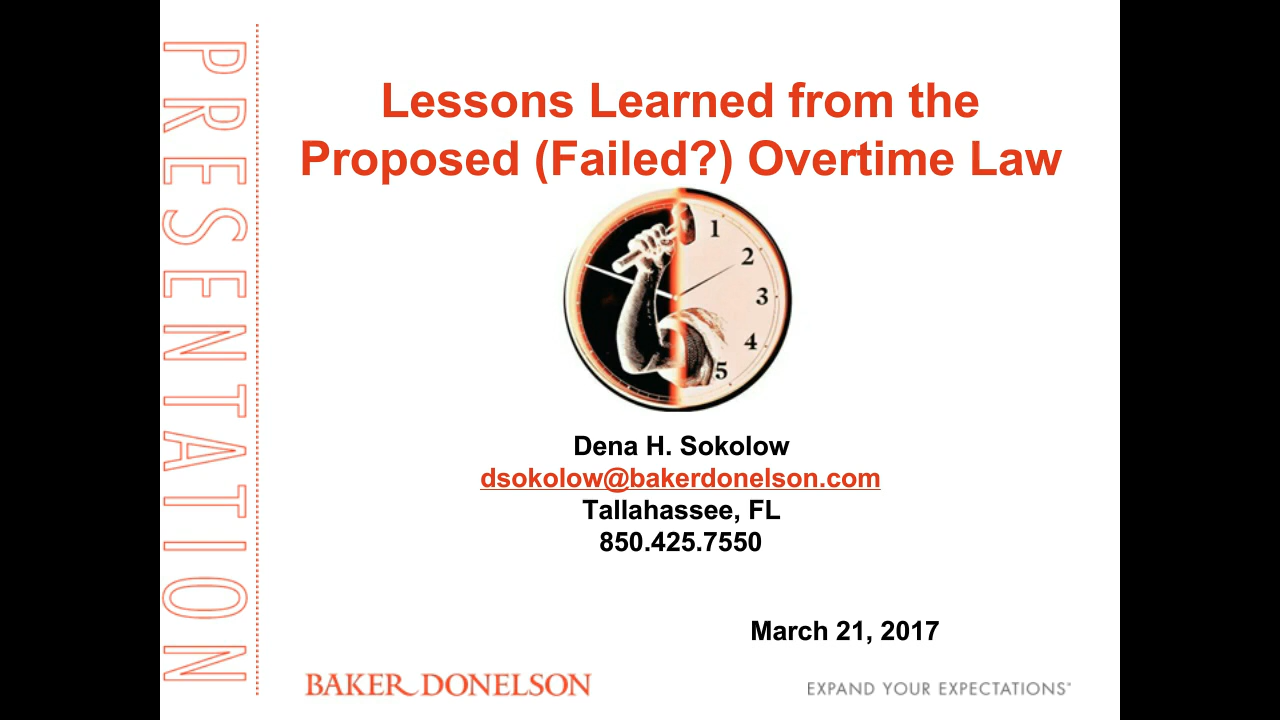 PRESENTATION
Lessons Learned from the
Proposed (Failed?) Overtime Law
1
2
3
4
5
Dena H. Sokolow
dsokolow@bakerdonelson.com
Tallahassee, FL
850.425.7550
March 21, 2017
BAKER DONELSON
EXPAND YOUR EXPECTATIONS™